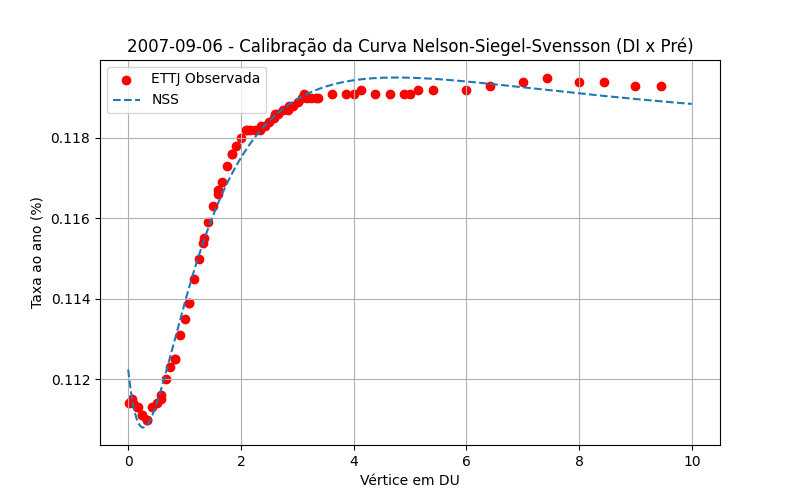 2007-09-06 - Calibração da Curva Nelson-Siegel-Svensson (DI x Pré)
ETTJ Observada
NSS
Taxa ao ano (%)
0.118
0.116
0.114
0.112
0 2 4 6 8 10
Vértice em DU